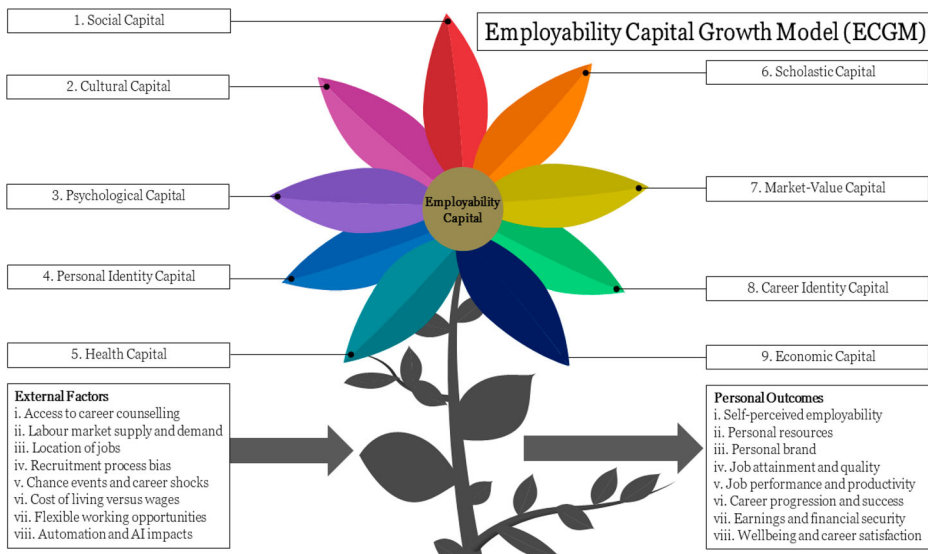 Employability Capital Growth Model (ECGM)
1. Social Capital
2. Cultural Capital
3. Psychological Capital
4. Personal Identity Capital
5. Health Capital
6. Scholastic Capital
7. Market-Value Capital
8. Career Identity Capital
9. Economic Capital
Employability
Capital
External Factors
i. Access to career counselling
ii. Labour market supply and demand
iii. Location of jobs
iv. Recruitment process bias
v. Chance events and career shocks
vi. Cost of living versus wages
vii. Flexible working opportunities
viii. Automation and AI impacts
Personal Outcomes
i. Self-perceived employability
ii. Personal resources
iii. Personal brand
iv. Job attainment and quality
v. Job performance and productivity
vi. Career progression and success
vii. Earnings and financial security
viii. Wellbeing and career satisfaction